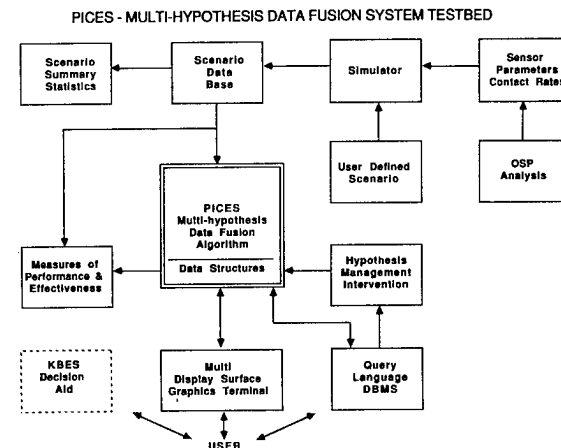 PICES - MULTI-HYPOTHESIS DATA FUSION SYSTEM TESTBED
Scenario
Summary
Statistics
Scenario
Data
Base
Simulator
Sensor
Parameters
Contact Rates
User Defined
Scenario
OSP
Analysis
PICES
Multi-hypothesis
Data Fusion
Algorithm
Data Structures
Measures of
Performance &
Effectiveness
Hypothesis
Management
Intervention
KBES
Decision
Aid
Multi
Display Surface
Graphics Terminal
Query
Language
DBMS
USER